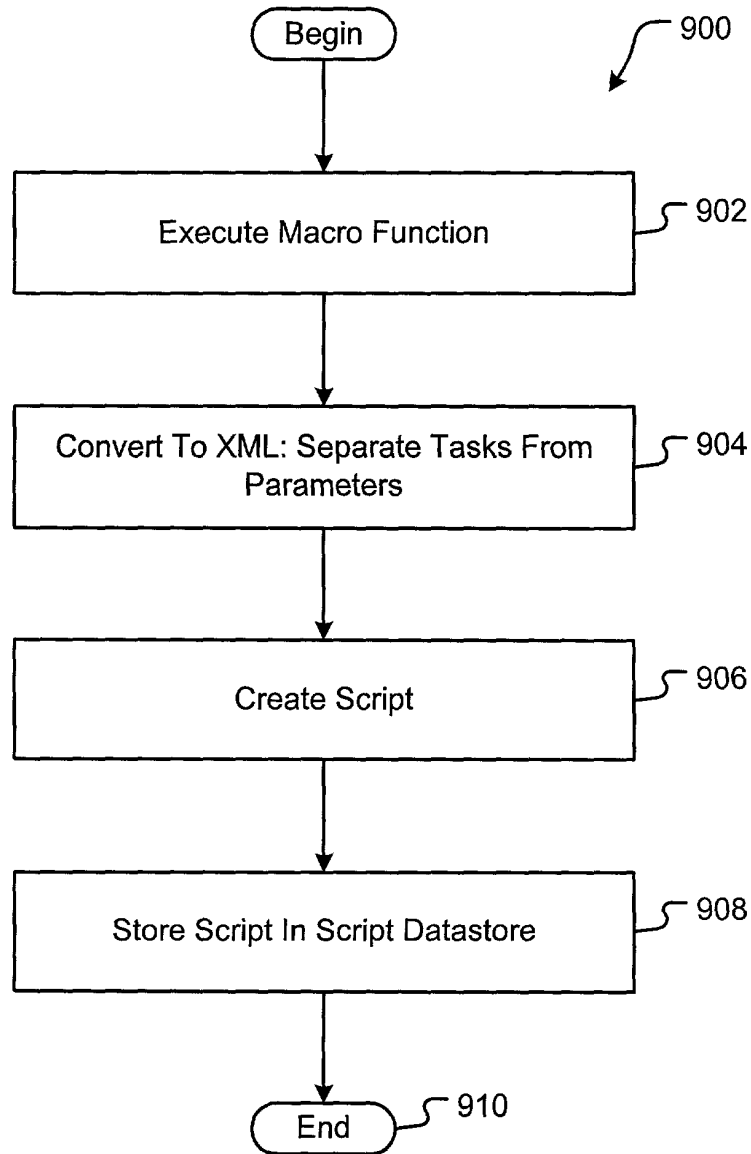 Begin
900
Execute Macro Function
902
Convert To XML: Separate Tasks From
Parameters
904
Create Script
906
Store Script In Script Datastore
908
End
910